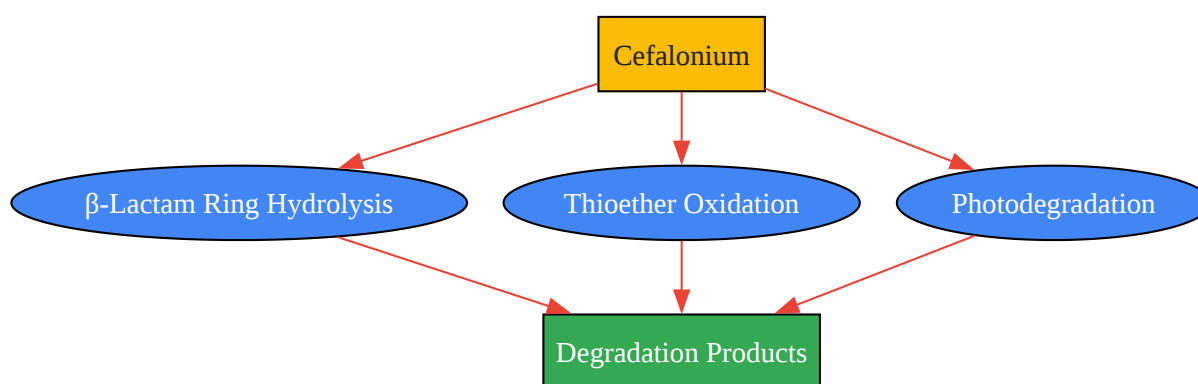 Cefalonium
β-Lactam Ring Hydrolysis
Thioether Oxidation
Photodegradation
Degradation Products